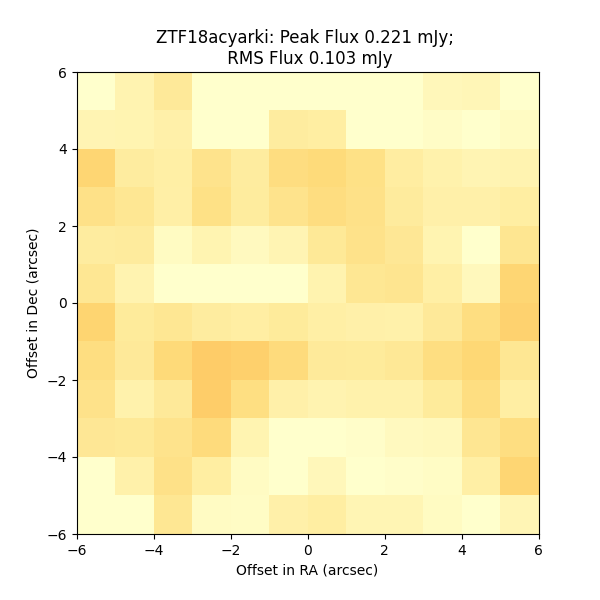 ZTF18acyarki: Peak Flux 0.221 mJy;
RMS Flux 0.103 mJy
6
4
2
0
−2
−4
−6
Offset in Dec (arcsec)
−6 −4 −2 0 2 4 6
Offset in RA (arcsec)